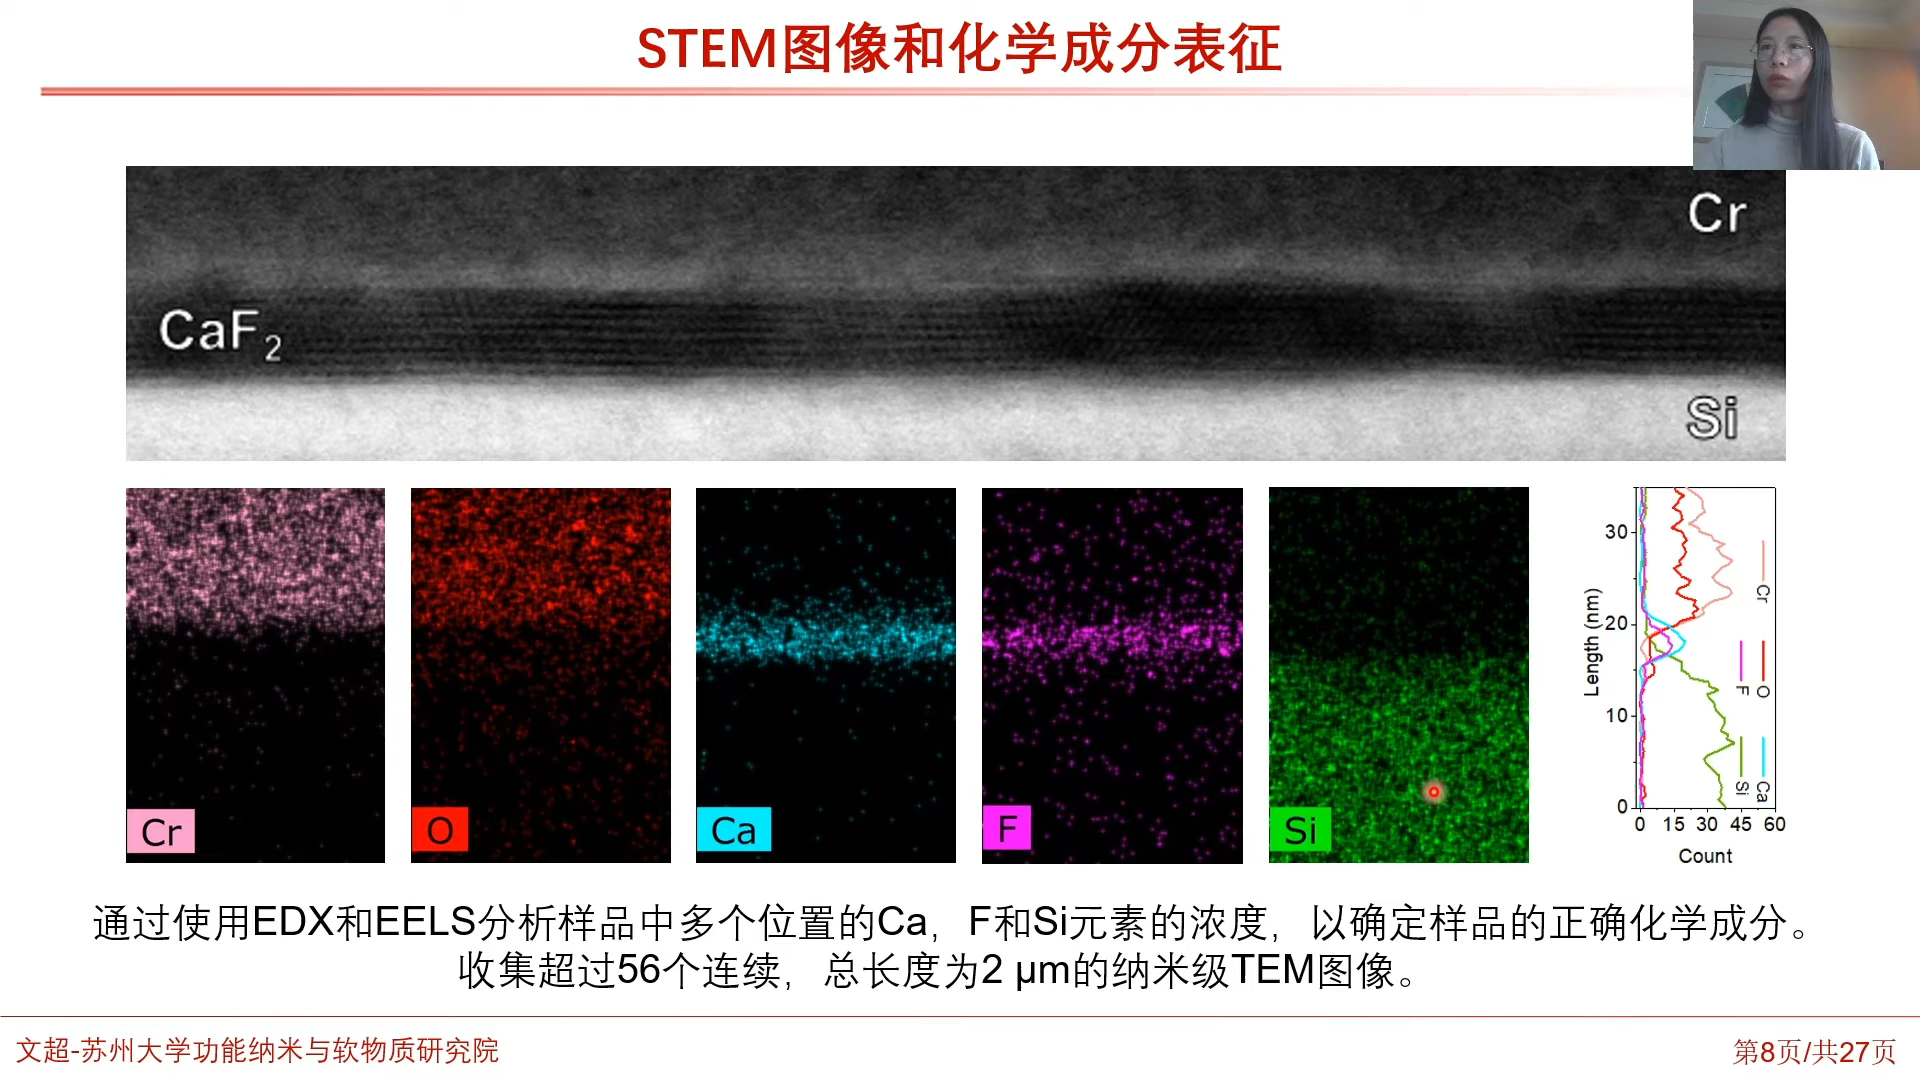 STEM图像和化学成分表征
Cr
CaF₂
Si
Cr
O
Ca
F
Si
Length (nm)
30
20
10
0
0 15 30 45 60
Count
Cr
O
F
Ca
Si
通过使用EDX和EELS分析样品中多个位置的Ca，F和Si元素的浓度，以确定样品的正确化学成分。
收集超过56个连续，总长度为2 μm的纳米级TEM图像。
文超-苏州大学功能纳米与软物质研究院
第8页/共27页